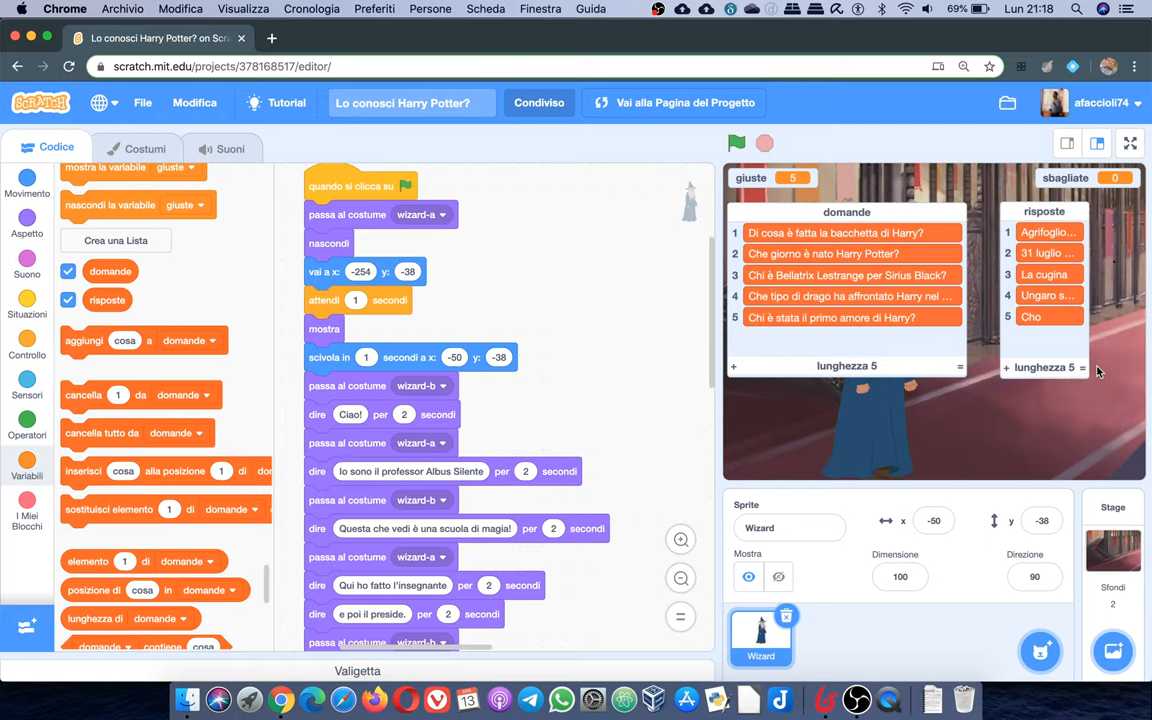 Chrome Archivio Modifica Visualizza Cronologia Preferiti Persone Scheda Finestra Guida 69% Lun 21:18
Lo conosci Harry Potter? on Scra
scratch.mit.edu/projects/378168517/editor/
SCRATCH File Modifica Tutorial Lo conosci Harry Potter? Condiviso Vai alla Pagina del Progetto afaccioli74
Codice Costumi Suoni
Movimento
Aspetto
Suono
Situazioni
Controllo
Sensori
Operatori
Variabili
I Miei
Blocchi
mostra la variabile giuste
nascondi la variabile giuste
Crea una Lista
domande
risposte
aggiungi cosa a domande
cancella 1 da domande
cancella tutto da domande
inserisci cosa alla posizione 1 di dor
sostituisci elemento 1 di domande
elemento 1 di domande
posizione di cosa in domande
lunghezza di domande
domande contiene cosa
quando si clicca su
passa al costume wizard-a
nascondi
vai a x: -254 y: -38
attendi 1 secondi
mostra
scivola in 1 secondi a x: -50 y: -38
passa al costume wizard-b
dire Ciao! per 2 secondi
passa al costume wizard-a
dire Io sono il professor Albus Silente per 2 secondi
passa al costume wizard-b
dire Questa che vedi è una scuola di magia! per 2 secondi
passa al costume wizard-a
dire Qui ho fatto l'insegnante per 2 secondi
dire e poi il preside. per 2 secondi
passa al costume wizard-b
giuste 5
sbagliate 0
domande
1 Di cosa è fatta la bacchetta di Harry?
2 Che giorno è nato Harry Potter?
3 Chi è Bellatrix Lestrange per Sirius Black?
4 Che tipo di drago ha affrontato Harry nel ...
5 Chi è stata il primo amore di Harry?
+ lunghezza 5 =
risposte
1 Agrifoglio...
2 31 luglio ...
3 La cugina
4 Ungaro s...
5 Cho
+ lunghezza 5 =
Sprite
Wizard x -50 y -38
Mostra Dimensione Direzione
100 90
Wizard
Stage
Sfondi
2
Valigetta
APR
13